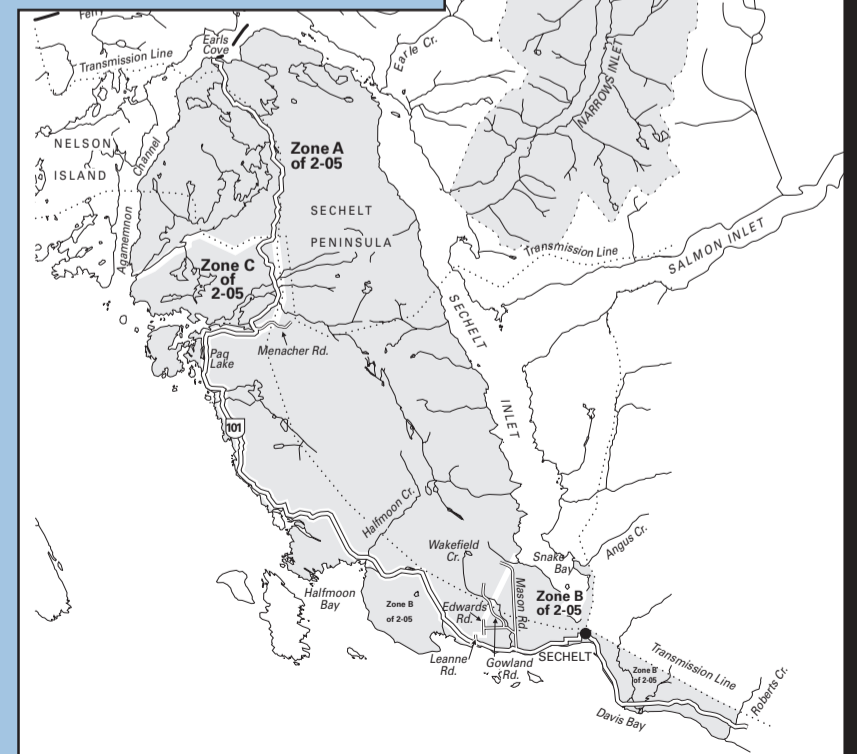 Ferry
Earls
Cove
Transmission Line
Earle Cr.
NARROWS INLET
NELSON
ISLAND
Agamemnon Channel
Zone A
of 2-05
SECHELT
PENINSULA
Transmission Line
SALMON INLET
Zone C
of
2-05
SECHELT INLET
Paq
Lake
Menacher Rd.
101
Halfmoon Cr.
Wakefield
Cr.
Snake
Bay
Angus Cr.
Halfmoon
Bay
Zone B
of 2-05
Edwards
Rd.
Mason Rd.
Zone B
of 2-05
Leanne
Rd.
Gowland
Rd.
SECHELT
Transmission Line
Zone B
of 2-05
Roberts Cr.
Davis Bay